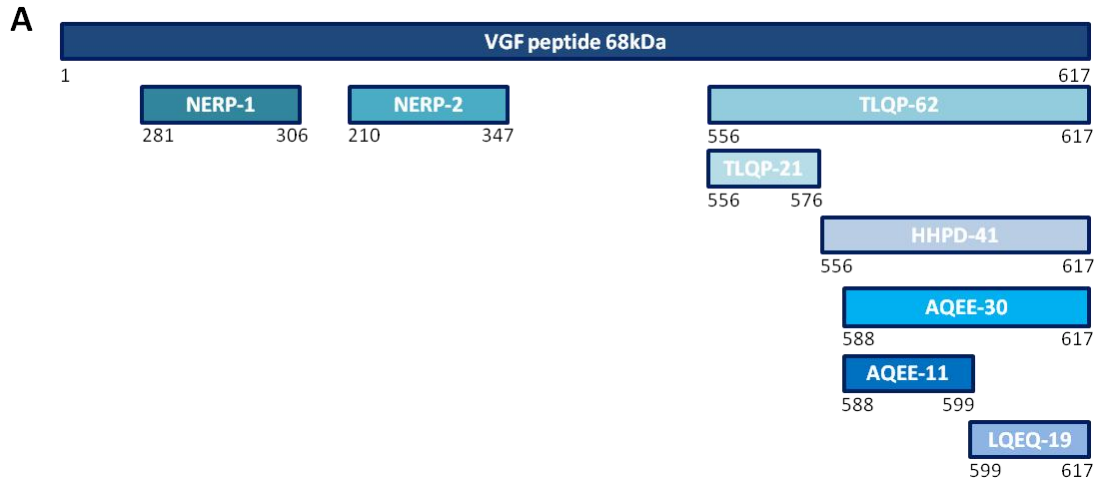 A
VGF peptide 68kDa
1 617
NERP-1 NERP-2 TLQP-62
281 306 210 347 556 617
TLQP-21
556 576
HHPD-41
556 617
AQEE-30
588 617
AQEE-11
588 599
LQEQ-19
599 617